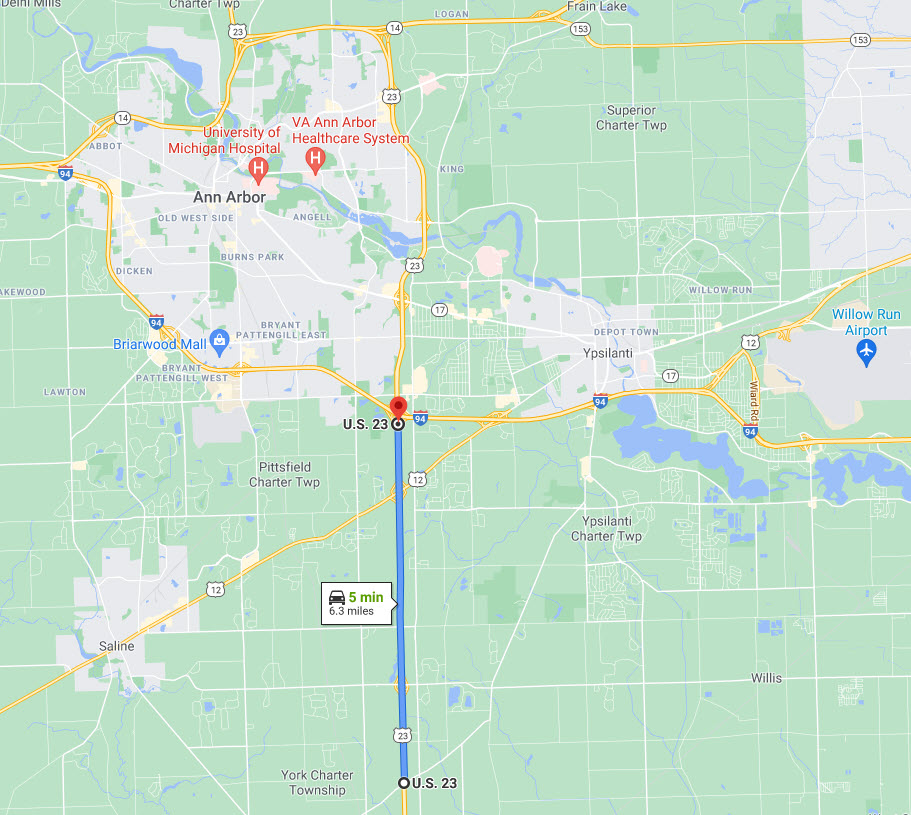 Delhi Mills
Charter Twp
LOGAN
Frain Lake
23
14
153
153
23
Superior
Charter Twp
14
VA Ann Arbor
Healthcare System
University of
Michigan Hospital
ABBOT
94
KING
Ann Arbor
OLD WEST SIDE
ANGELL
BURNS PARK
23
DICKEN
AKEWOOD
WILLOW RUN
17
Willow Run
Airport
94
BRYANT
PATTENGILL EAST
DEPOT TOWN
12
Briarwood Mall
Ypsilanti
BRYANT
PATTENGILL WEST
17
LAWTON
Wiard Rd
94
U.S. 23
94
94
Pittsfield
Charter Twp
12
Ypsilanti
Charter Twp
12
5 min
6.3 miles
Saline
Willis
23
York Charter
Township
U.S. 23